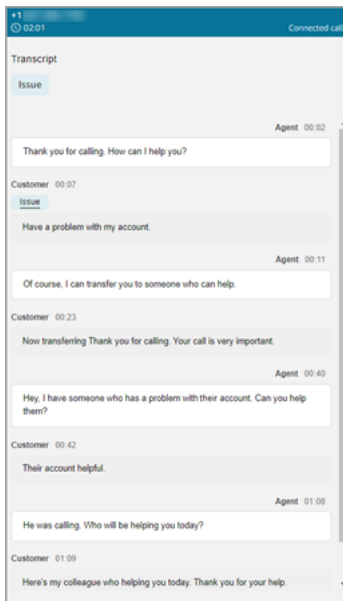 +1
02:01 Connected call
Transcript
Issue
Agent 00:02
Thank you for calling. How can I help you?
Customer 00:07
Issue
Have a problem with my account.
Agent 00:11
Of course, I can transfer you to someone who can help.
Customer 00:23
Now transferring Thank you for calling. Your call is very important.
Agent 00:40
Hey, I have someone who has a problem with their account. Can you help
them?
Customer 00:42
Their account helpful.
Agent 01:08
He was calling. Who will be helping you today?
Customer 01:09
Here's my colleague who helping you today. Thank you for your help.